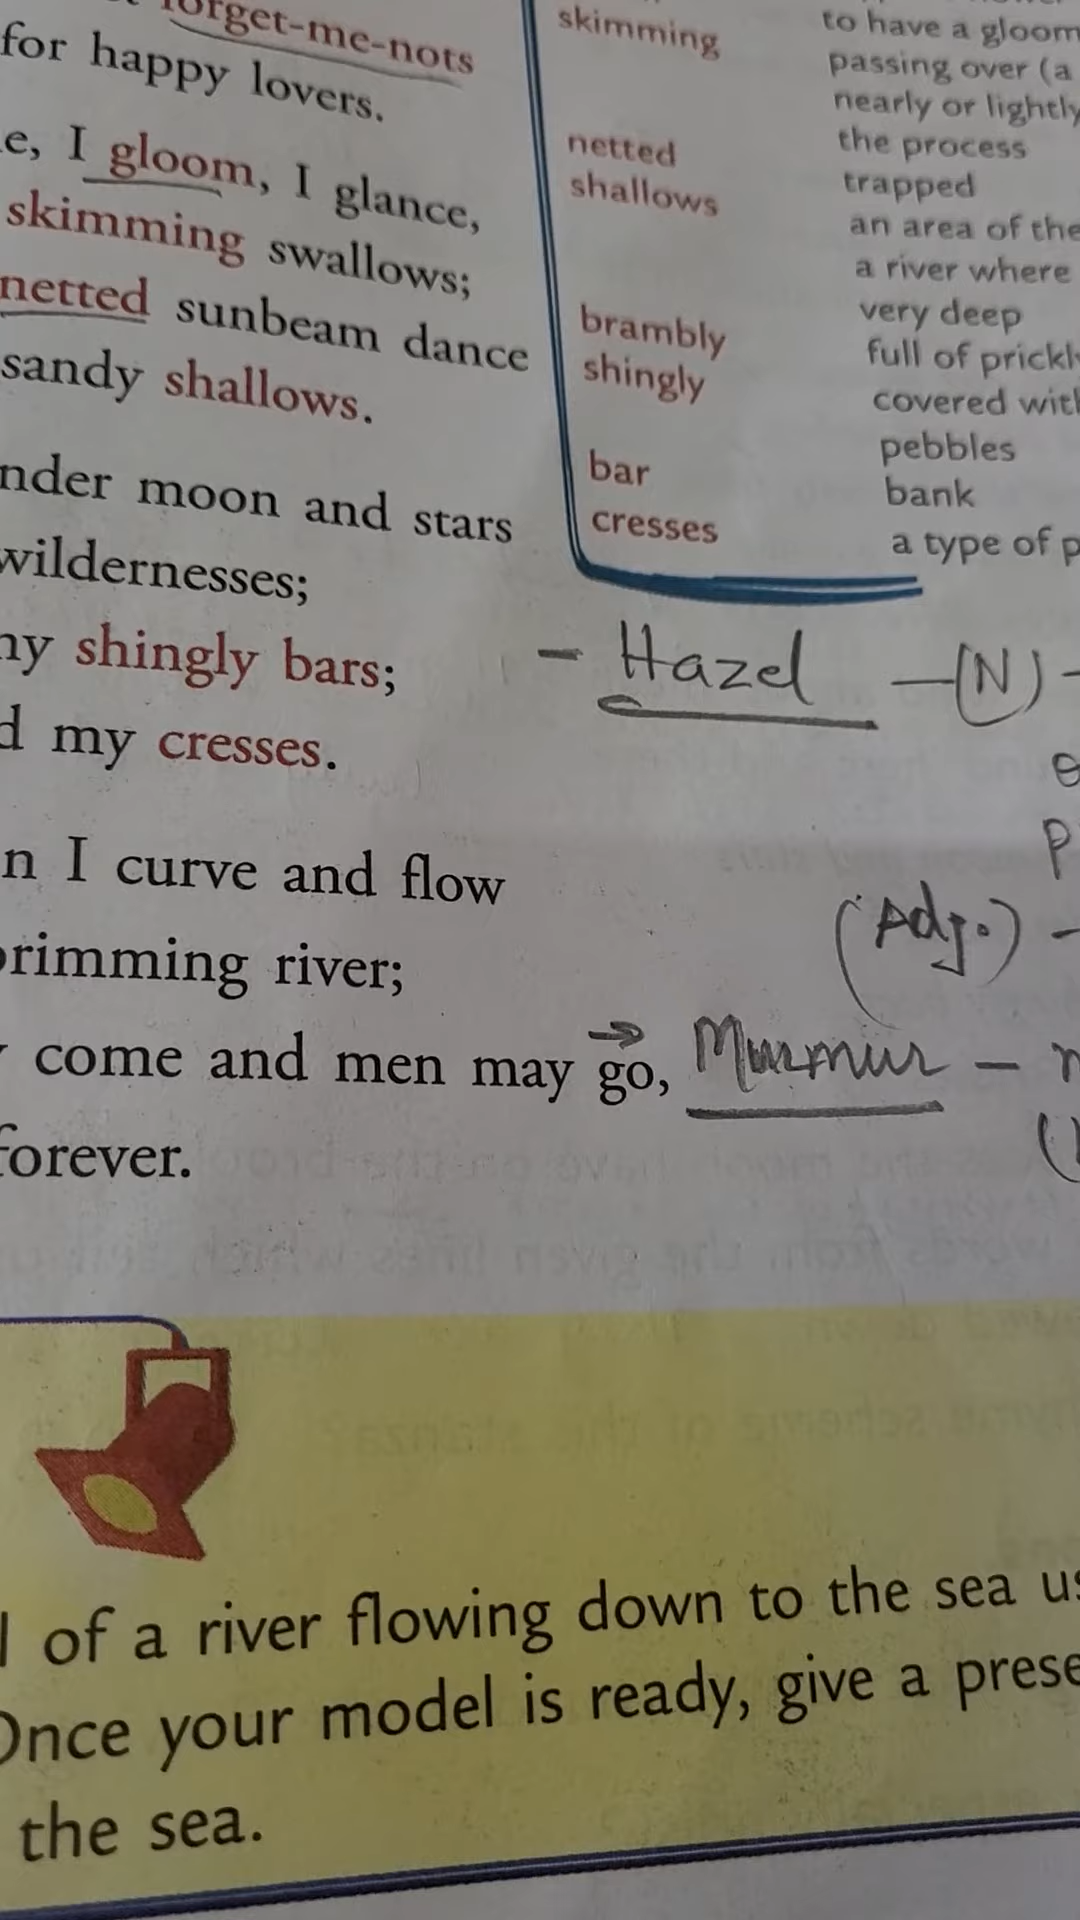 forget-me-nots
for happy lovers.
I gloom, I glance,
skimming swallows;
netted sunbeam dance
sandy shallows.
nder moon and stars
wildernesses;
my shingly bars;
my cresses.
n I curve and flow
rimming river;
come and men may go,
forever.
skimming
to have a gloom
passing over (a
nearly or lightly
the process
netted
trapped
shallows
an area of the
a river where
very deep
brambly
full of prickl
shingly
covered with
pebbles
bar
bank
cresses
a type of p
- Hazel - (N) -
(Adj.) -
Murmur -
l of a river flowing down to the sea us
Once your model is ready, give a prese
the sea.